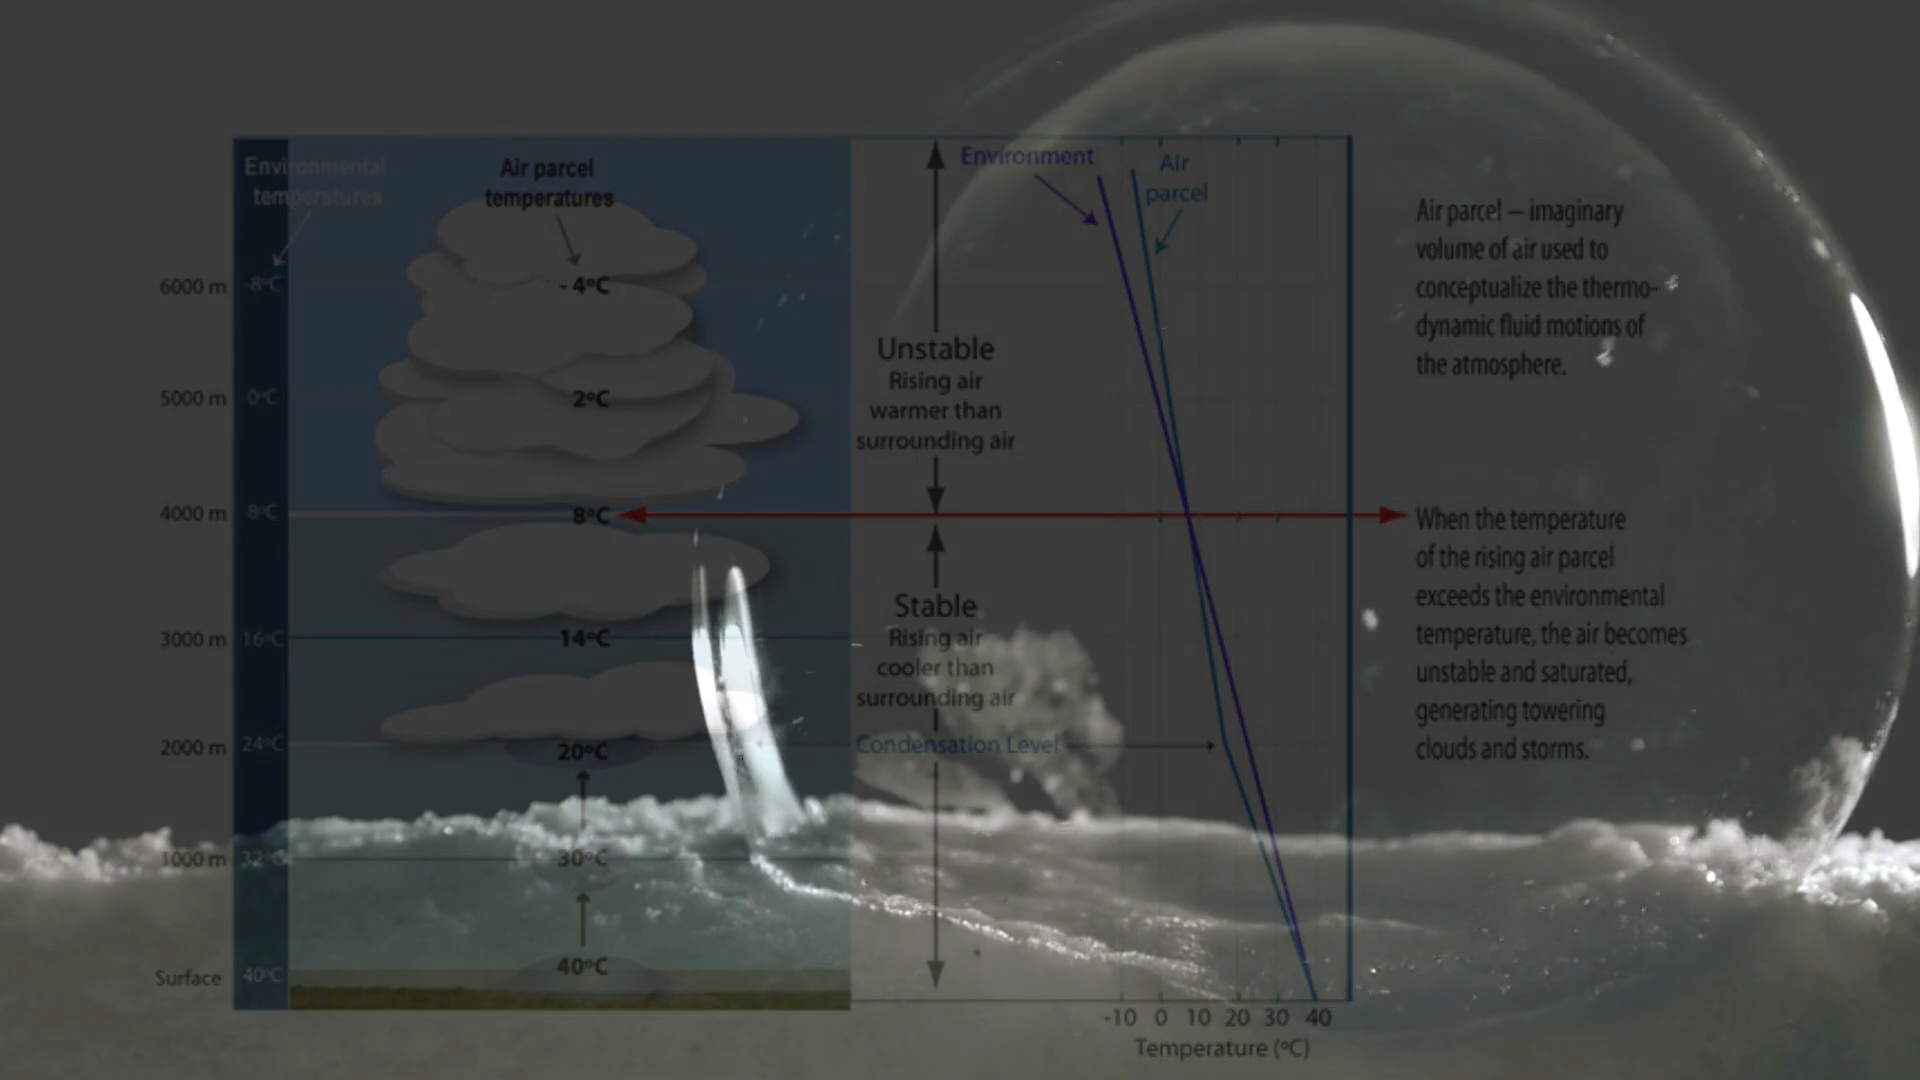 Environmental
temperatures
Air parcel
temperatures
6000 m
-8°C
- 4°C
5000 m
0°C
2°C
4000 m
8°C
8°C
3000 m
16°C
14°C
2000 m
24°C
20°C
1000 m
32°C
30°C
Surface
40°C
40°C
Unstable
Rising air
warmer than
surrounding air
Stable
Rising air
cooler than
surrounding air
Condensation Level
Environment
Air
parcel
-10 0 10 20 30 40
Temperature (°C)
Air parcel – imaginary
volume of air used to
conceptualize the thermo-
dynamic fluid motions of
the atmosphere.
When the temperature
of the rising air parcel
exceeds the environmental
temperature, the air becomes
unstable and saturated,
generating towering
clouds and storms.